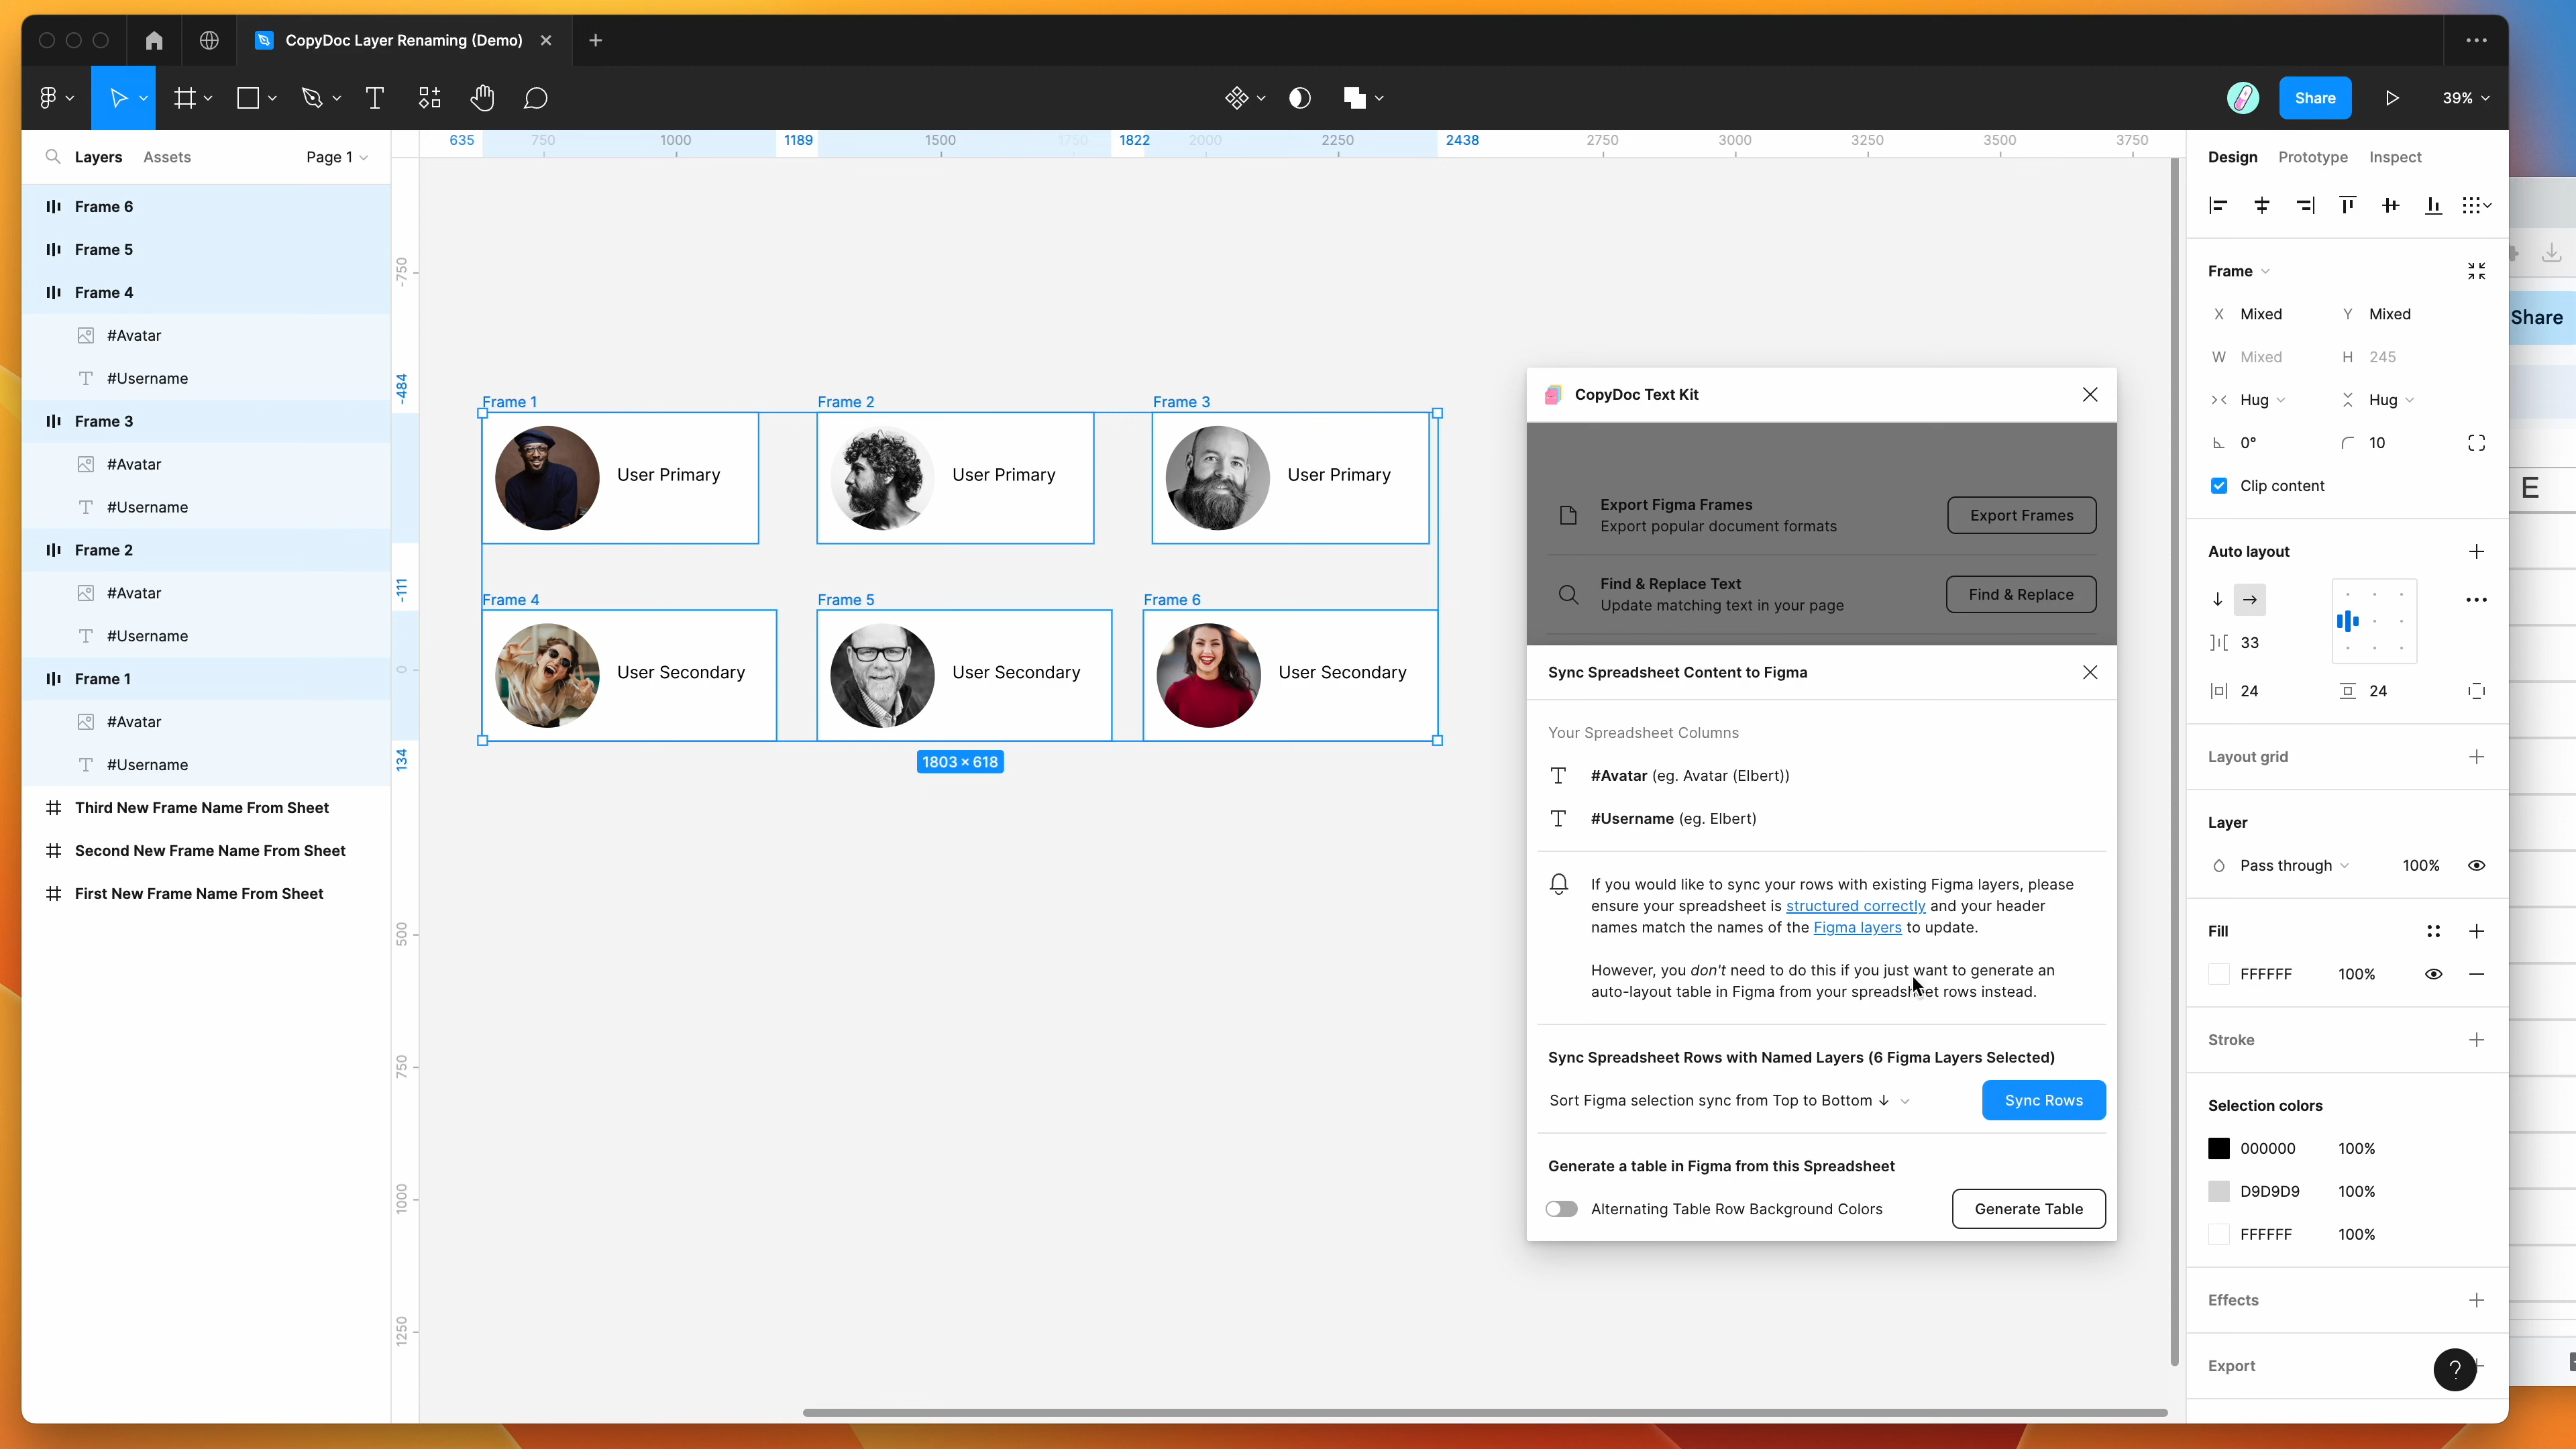 CopyDoc Layer Renaming (Demo)
Share
39%
Layers
Assets
Page 1
635
750
1000
1189
1500
1750
1822
2000
2250
2438
2750
3000
3250
3500
3750
Design
Prototype
Inspect
Frame 6
Frame 5
Frame 4
#Avatar
#Username
Frame 3
#Avatar
#Username
Frame 2
#Avatar
#Username
Frame 1
#Avatar
#Username
Third New Frame Name From Sheet
Second New Frame Name From Sheet
First New Frame Name From Sheet
-750
-484
-111
0
134
500
750
1000
1250
Frame 1
Frame 2
Frame 3
User Primary
User Primary
User Primary
Frame 4
Frame 5
Frame 6
User Secondary
User Secondary
User Secondary
1803 × 618
CopyDoc Text Kit
Export Figma Frames
Export popular document formats
Export Frames
Find & Replace Text
Update matching text in your page
Find & Replace
Sync Spreadsheet Content to Figma
Your Spreadsheet Columns
#Avatar (eg. Avatar (Elbert))
#Username (eg. Elbert)
If you would like to sync your rows with existing Figma layers, please
ensure your spreadsheet is structured correctly and your header
names match the names of the Figma layers to update.
However, you don't need to do this if you just want to generate an
auto-layout table in Figma from your spreadsheet rows instead.
Sync Spreadsheet Rows with Named Layers (6 Figma Layers Selected)
Sort Figma selection sync from Top to Bottom ↓
Sync Rows
Generate a table in Figma from this Spreadsheet
Alternating Table Row Background Colors
Generate Table
Frame
X Mixed
Y Mixed
W Mixed
H 245
Hug
Hug
0°
10
Clip content
Auto layout
33
24
24
Layout grid
Layer
Pass through
100%
Fill
FFFFFF
100%
Stroke
Selection colors
000000
100%
D9D9D9
100%
FFFFFF
100%
Effects
Export
?
Share
E